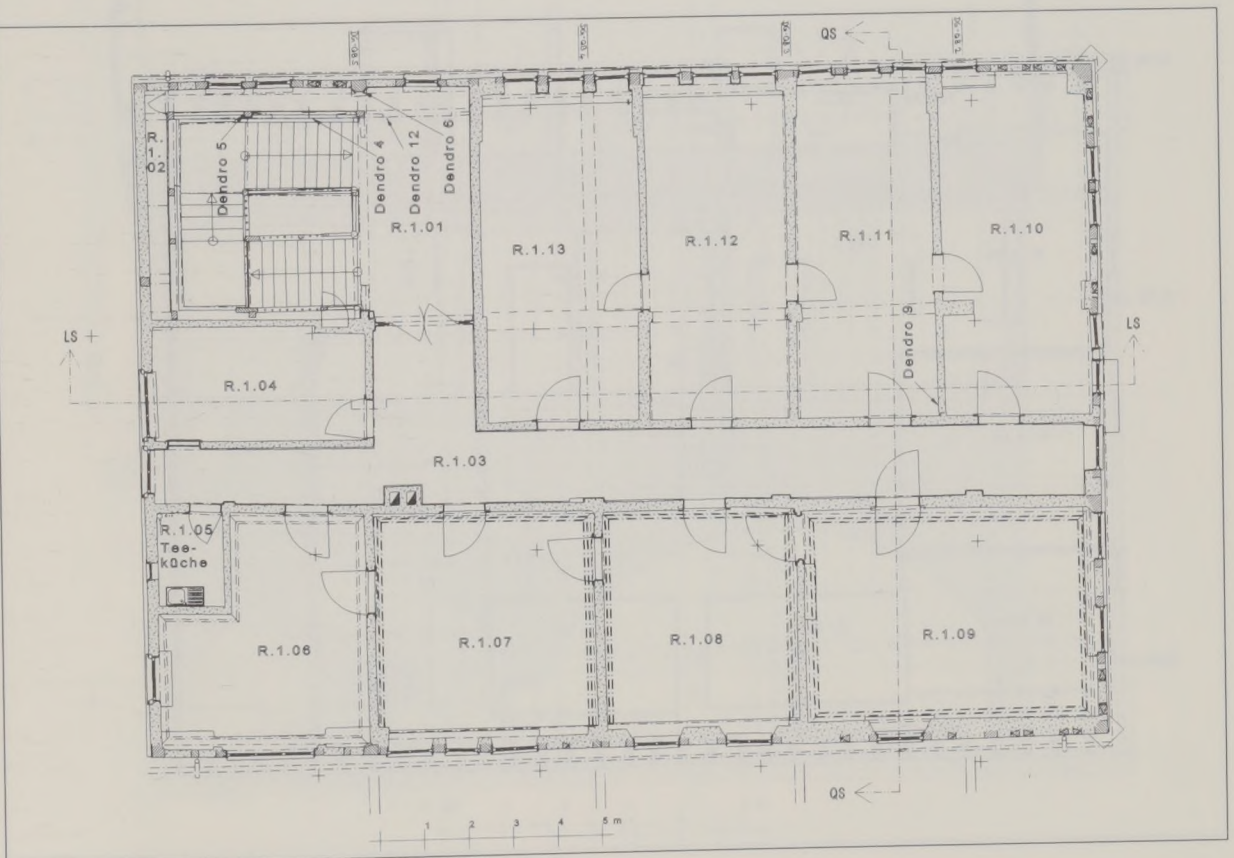 QS
R.
1.
02
Dendro 5
Dendro 4
Dendro 12
Dendro 6
R.1.01
R.1.13
R.1.12
R.1.11
R.1.10
Dendro 9
LS
LS
R.1.04
R.1.03
R.1.05
Tee-
küche
R.1.06
R.1.07
R.1.08
R.1.09
QS
1 2 3 4 5 m